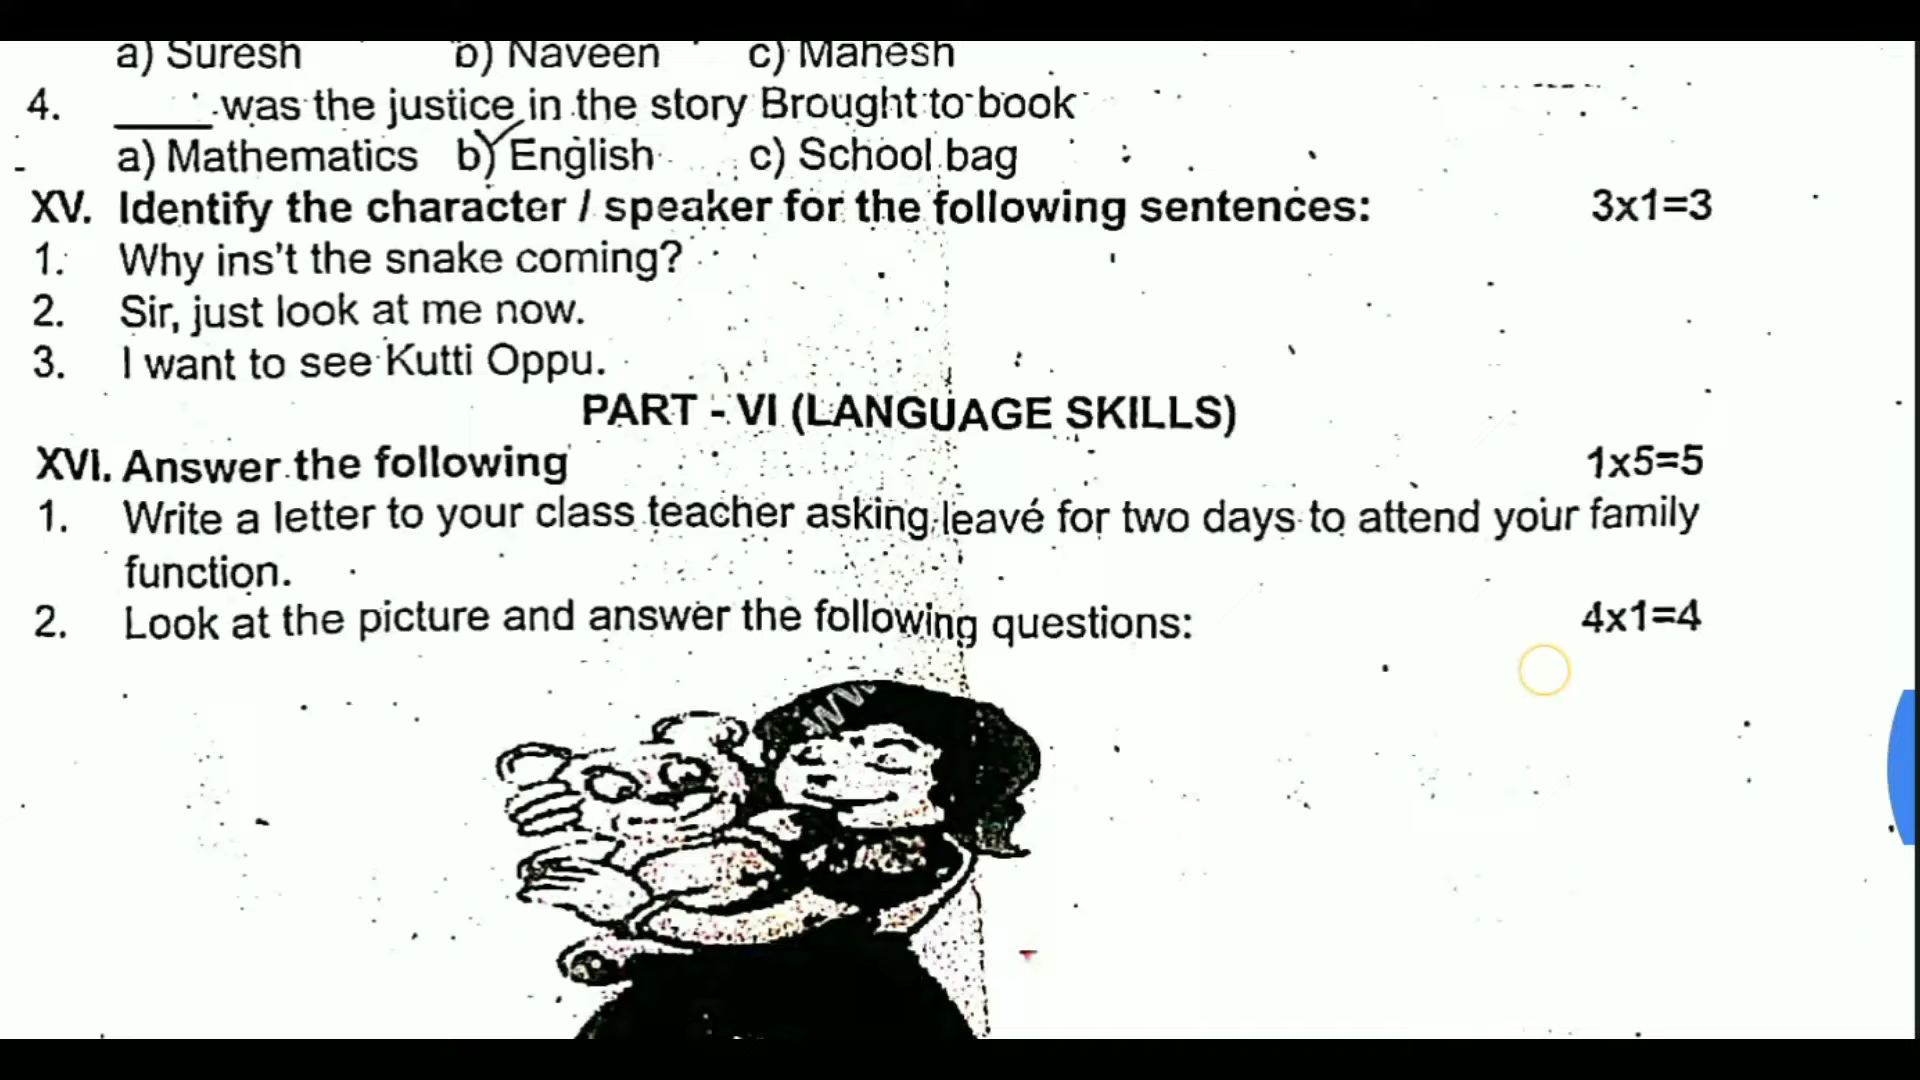 a) Suresh b) Naveen c) Mahesh
4. ____ was the justice in the story Brought to book
a) Mathematics b) English c) School bag
XV. Identify the character / speaker for the following sentences: 3x1=3
1. Why ins't the snake coming?
2. Sir, just look at me now.
3. I want to see Kutti Oppu.
PART - VI (LANGUAGE SKILLS)
XVI. Answer the following 1x5=5
1. Write a letter to your class teacher asking leave for two days to attend your family
function.
2. Look at the picture and answer the following questions: 4x1=4